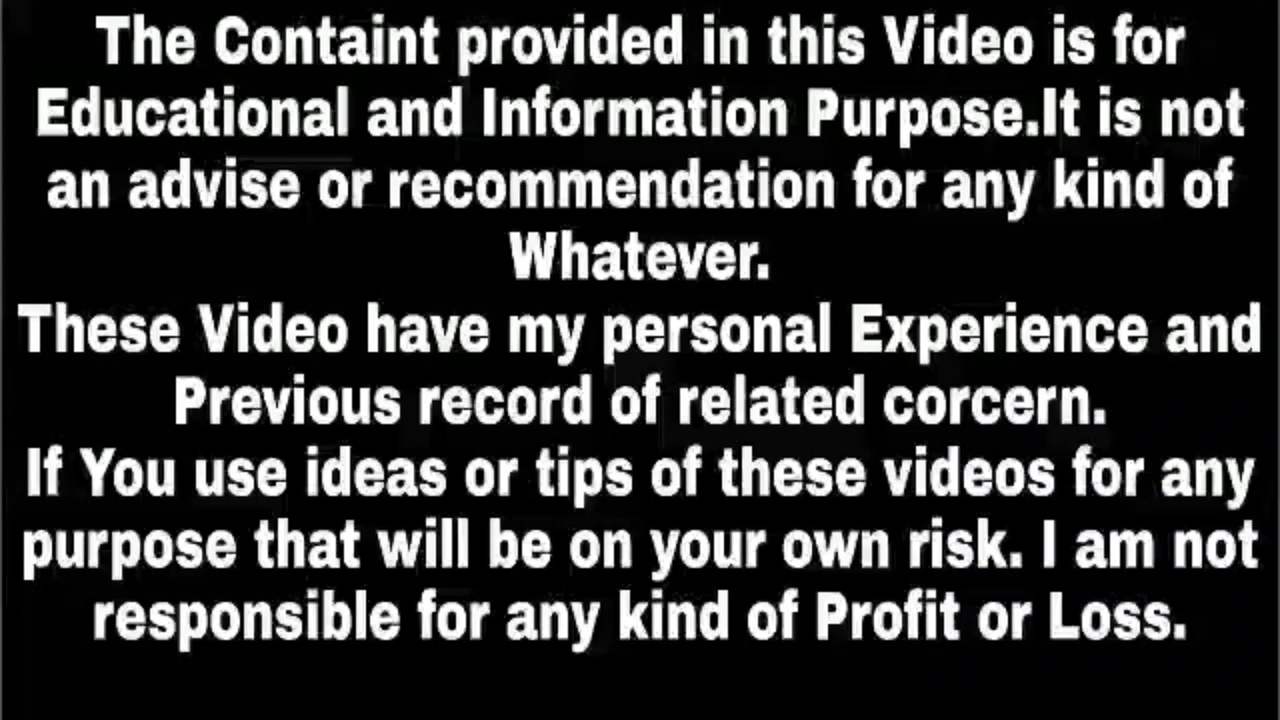 The Containt provided in this Video is for
Educational and Information Purpose.It is not
an advise or recommendation for any kind of
Whatever.
These Video have my personal Experience and
Previous record of related corcern.
If You use ideas or tips of these videos for any
purpose that will be on your own risk. I am not
responsible for any kind of Profit or Loss.